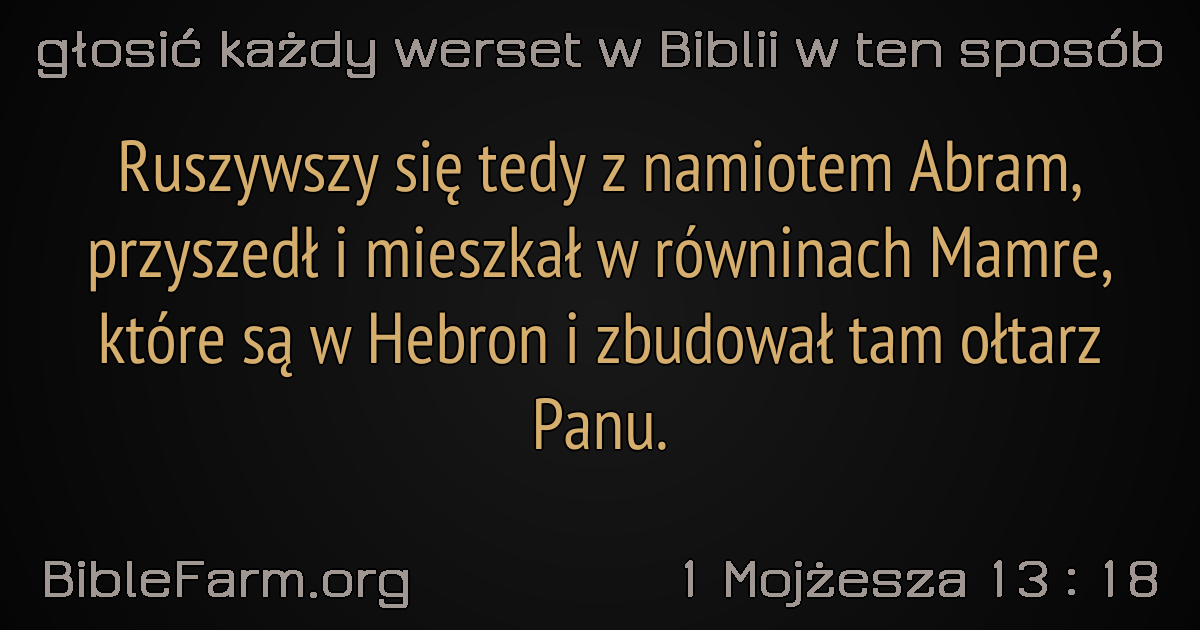 głosić każdy werset w Biblii w ten sposób
Ruszywszy się tedy z namiotem Abram,
przyszedł i mieszkał w równinach Mamre,
które są w Hebron i zbudował tam ołtarz
Panu.
BibleFarm.org
1 Mojżesza 13 : 18